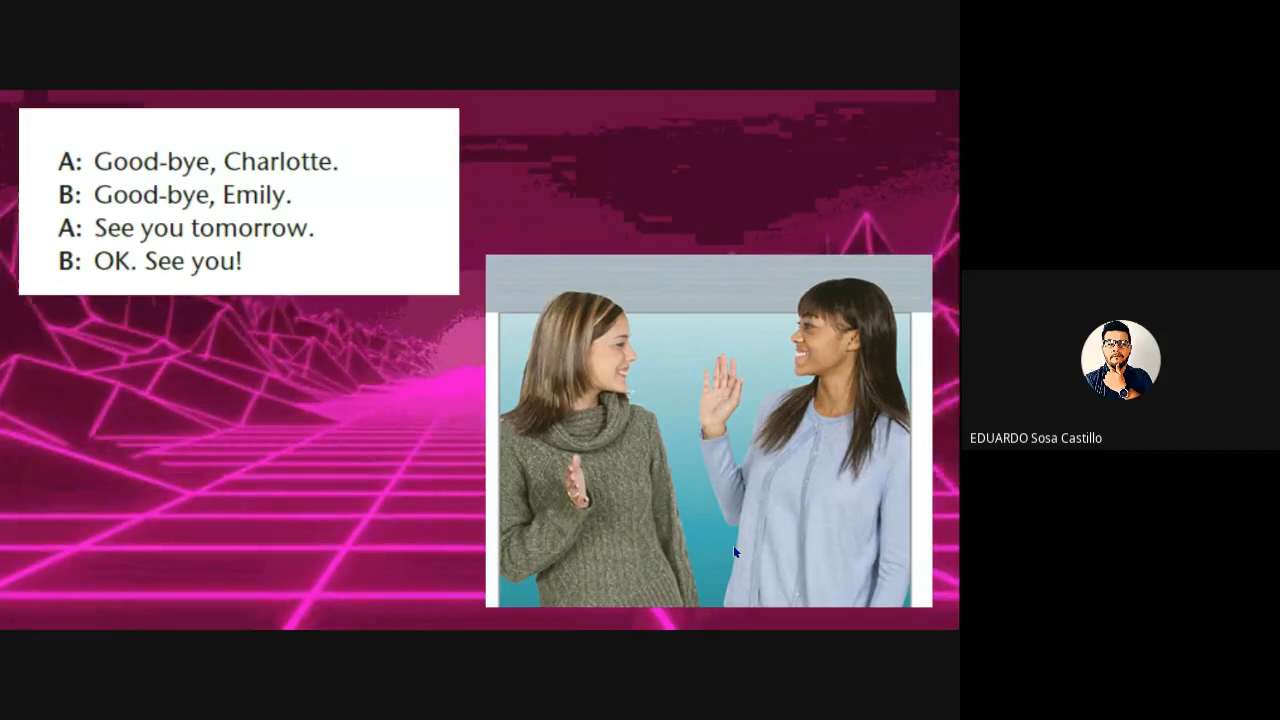 A: Good-bye, Charlotte.
B: Good-bye, Emily.
A: See you tomorrow.
B: OK. See you!
EDUARDO Sosa Castillo